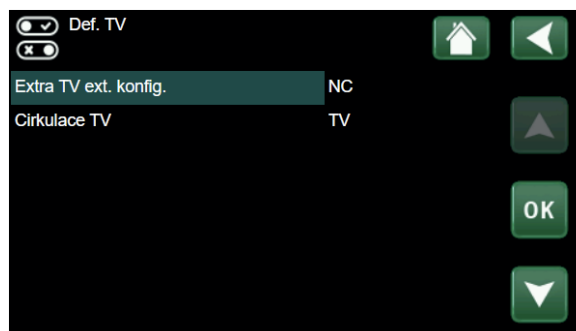 Def. TV
Extra TV ext. konfig. NC
Cirkulace TV TV
OK